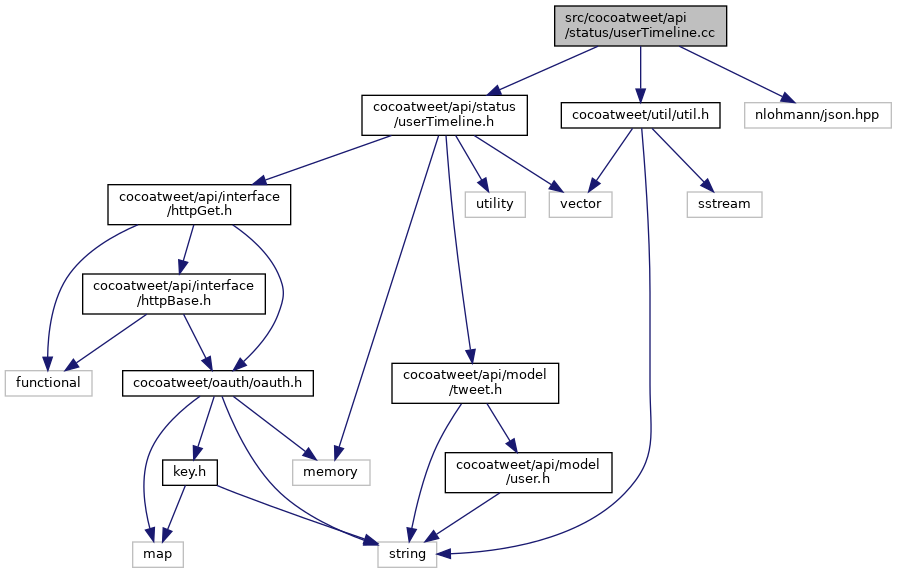 src/cocoatweet/api
/status/userTimeline.cc
cocoatweet/api/status
/userTimeline.h
cocoatweet/util/util.h
nlohmann/json.hpp
cocoatweet/api/interface
/httpGet.h
utility
vector
sstream
cocoatweet/api/interface
/httpBase.h
functional
cocoatweet/oauth/oauth.h
cocoatweet/api/model
/tweet.h
key.h
memory
cocoatweet/api/model
/user.h
map
string